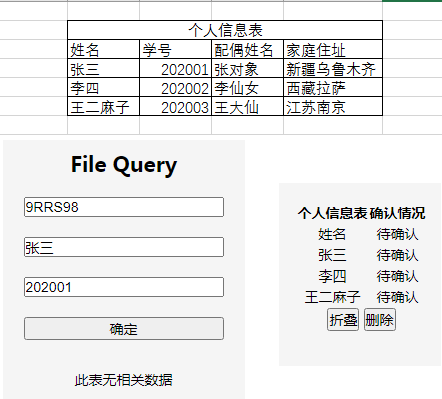 个人信息表
姓名 学号 配偶姓名 家庭住址
张三 202001 张对象 新疆乌鲁木齐
李四 202002 李仙女 西藏拉萨
王二麻子 202003 王大仙 江苏南京
File Query
9RRS98
张三
202001
确定
此表无相关数据
个人信息表 确认情况
姓名 待确认
张三 待确认
李四 待确认
王二麻子 待确认
折叠 删除